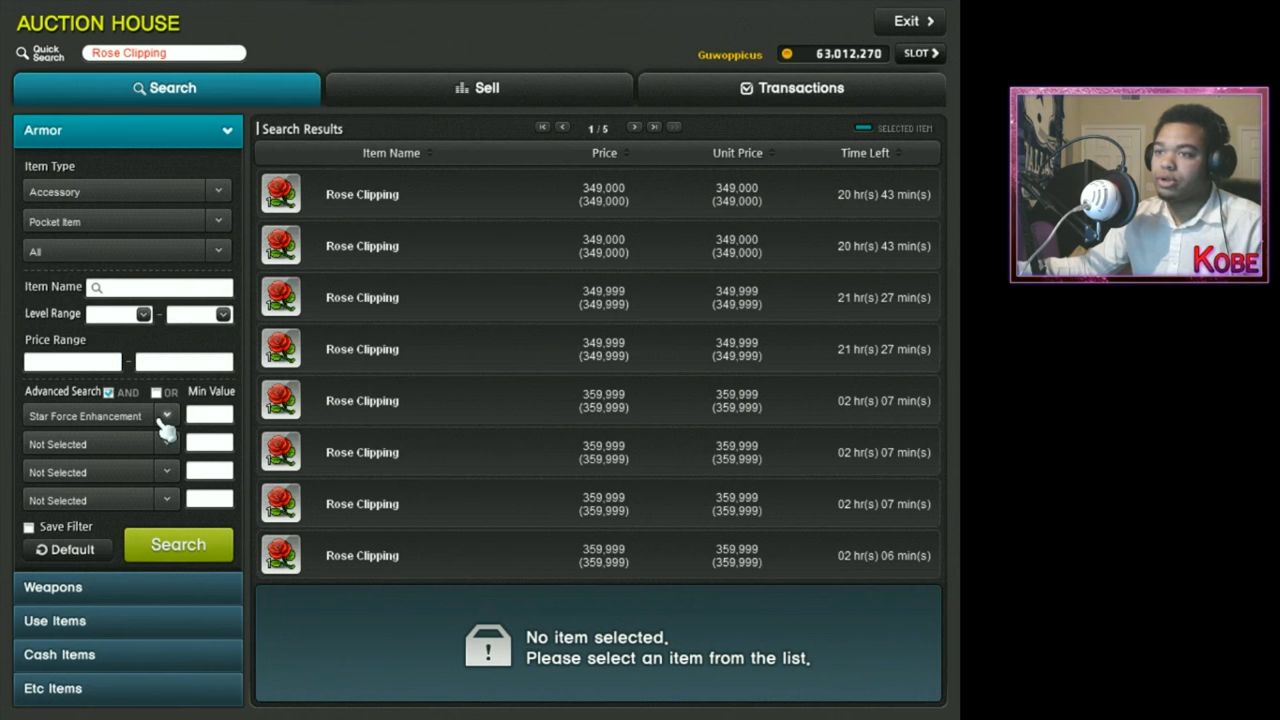 AUCTION HOUSE
Exit
Quick
Search
Rose Clipping
Guwoppicus
63,012,270
SLOT
Search
Sell
Transactions
Armor
Item Type
Accessory
Pocket Item
All
Item Name
Level Range
-
Price Range
-
Advanced Search AND OR Min Value
Star Force Enhancement
Not Selected
Not Selected
Not Selected
Save Filter
Default
Search
Weapons
Use Items
Cash Items
Etc Items
Search Results
1 / 5
SELECTED ITEM
Item Name Price Unit Price Time Left
1 Rose Clipping 349,000 349,000 20 hr(s) 43 min(s)
(349,000) (349,000)
1 Rose Clipping 349,000 349,000 20 hr(s) 43 min(s)
(349,000) (349,000)
1 Rose Clipping 349,999 349,999 21 hr(s) 27 min(s)
(349,999) (349,999)
1 Rose Clipping 349,999 349,999 21 hr(s) 27 min(s)
(349,999) (349,999)
1 Rose Clipping 359,999 359,999 02 hr(s) 07 min(s)
(359,999) (359,999)
1 Rose Clipping 359,999 359,999 02 hr(s) 07 min(s)
(359,999) (359,999)
1 Rose Clipping 359,999 359,999 02 hr(s) 07 min(s)
(359,999) (359,999)
1 Rose Clipping 359,999 359,999 02 hr(s) 06 min(s)
(359,999) (359,999)
No item selected.
Please select an item from the list.
DALLAS
KOBE